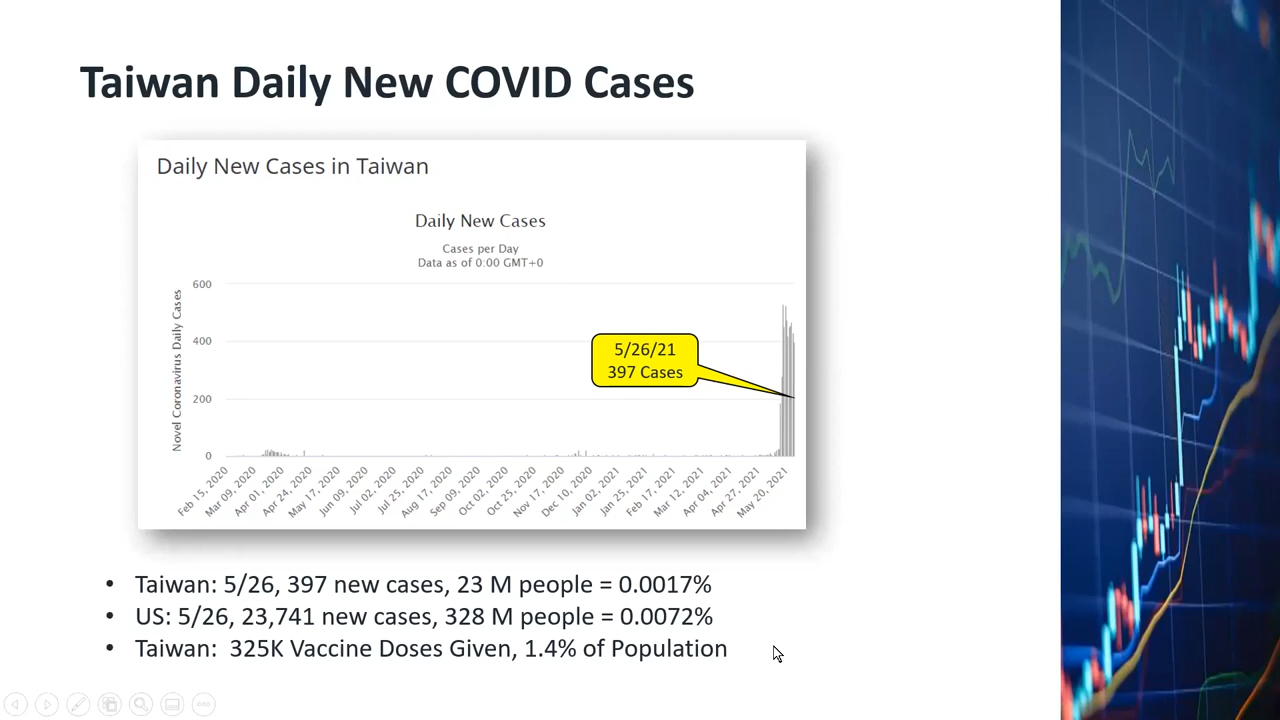 Taiwan Daily New COVID Cases
Daily New Cases in Taiwan
Daily New Cases
Cases per Day
Data as of 0:00 GMT+0
Novel Coronavirus Daily Cases
600
400
200
0
5/26/21
397 Cases
Feb 15, 2020
Mar 09, 2020
Apr 01, 2020
Apr 24, 2020
May 17, 2020
Jun 09, 2020
Jul 02, 2020
Jul 25, 2020
Aug 17, 2020
Sep 09, 2020
Oct 02, 2020
Oct 25, 2020
Nov 17, 2020
Dec 10, 2020
Jan 02, 2021
Jan 25, 2021
Feb 17, 2021
Mar 12, 2021
Apr 04, 2021
Apr 27, 2021
May 20, 2021
• Taiwan: 5/26, 397 new cases, 23 M people = 0.0017%
• US: 5/26, 23,741 new cases, 328 M people = 0.0072%
• Taiwan: 325K Vaccine Doses Given, 1.4% of Population